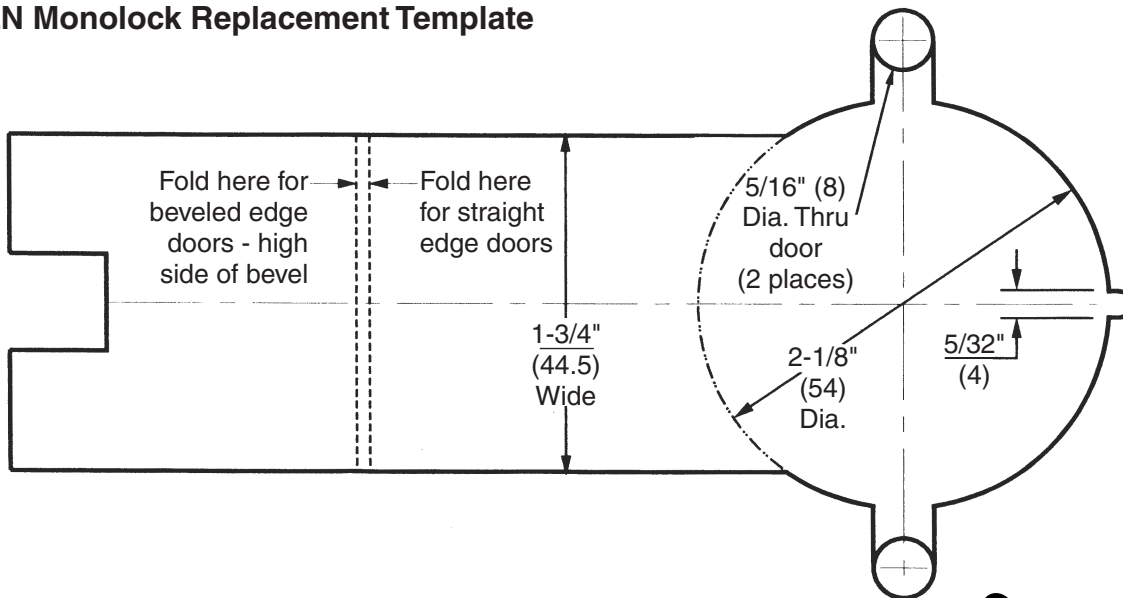 N Monolock Replacement Template
Fold here for
beveled edge
doors - high
side of bevel
Fold here
for straight
edge doors
1-3/4"
(44.5)
Wide
5/16" (8)
Dia. Thru
door
(2 places)
2-1/8"
(54)
Dia.
5/32"
(4)